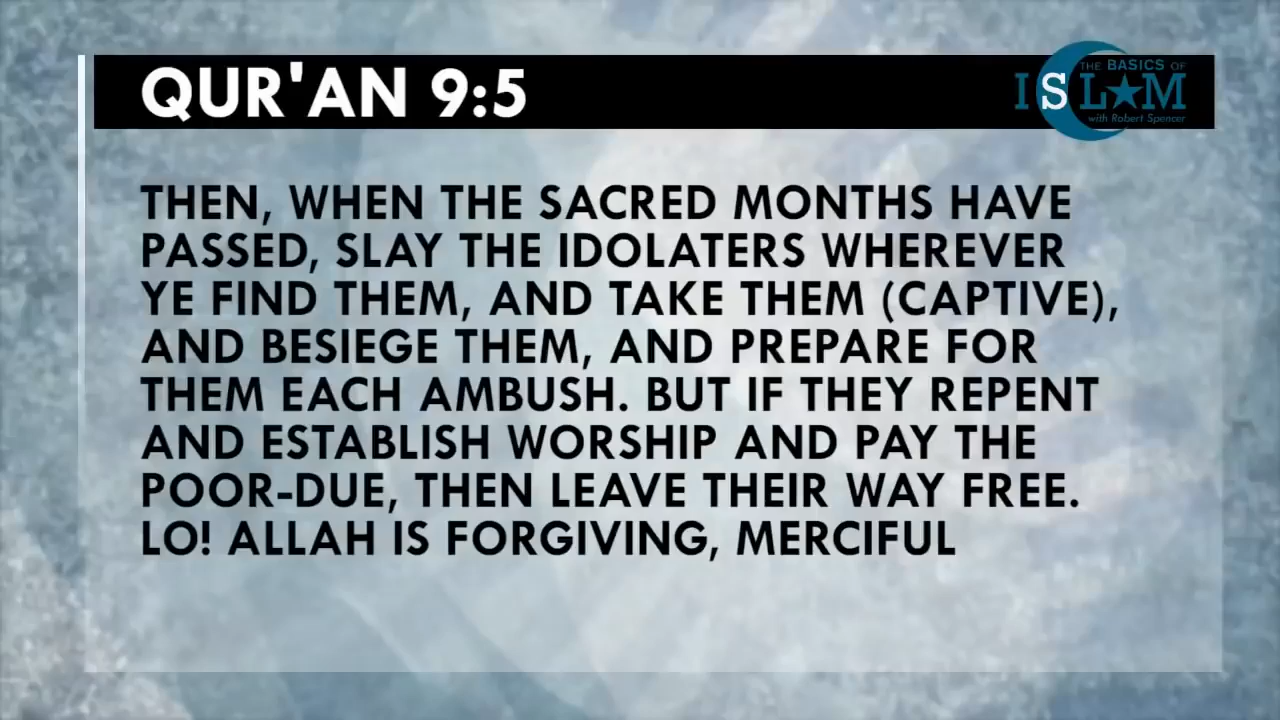 QUR'AN 9:5
THE BASICS OF
ISL★M
with Robert Spencer
THEN, WHEN THE SACRED MONTHS HAVE
PASSED, SLAY THE IDOLATERS WHEREVER
YE FIND THEM, AND TAKE THEM (CAPTIVE),
AND BESIEGE THEM, AND PREPARE FOR
THEM EACH AMBUSH. BUT IF THEY REPENT
AND ESTABLISH WORSHIP AND PAY THE
POOR-DUE, THEN LEAVE THEIR WAY FREE.
LO! ALLAH IS FORGIVING, MERCIFUL